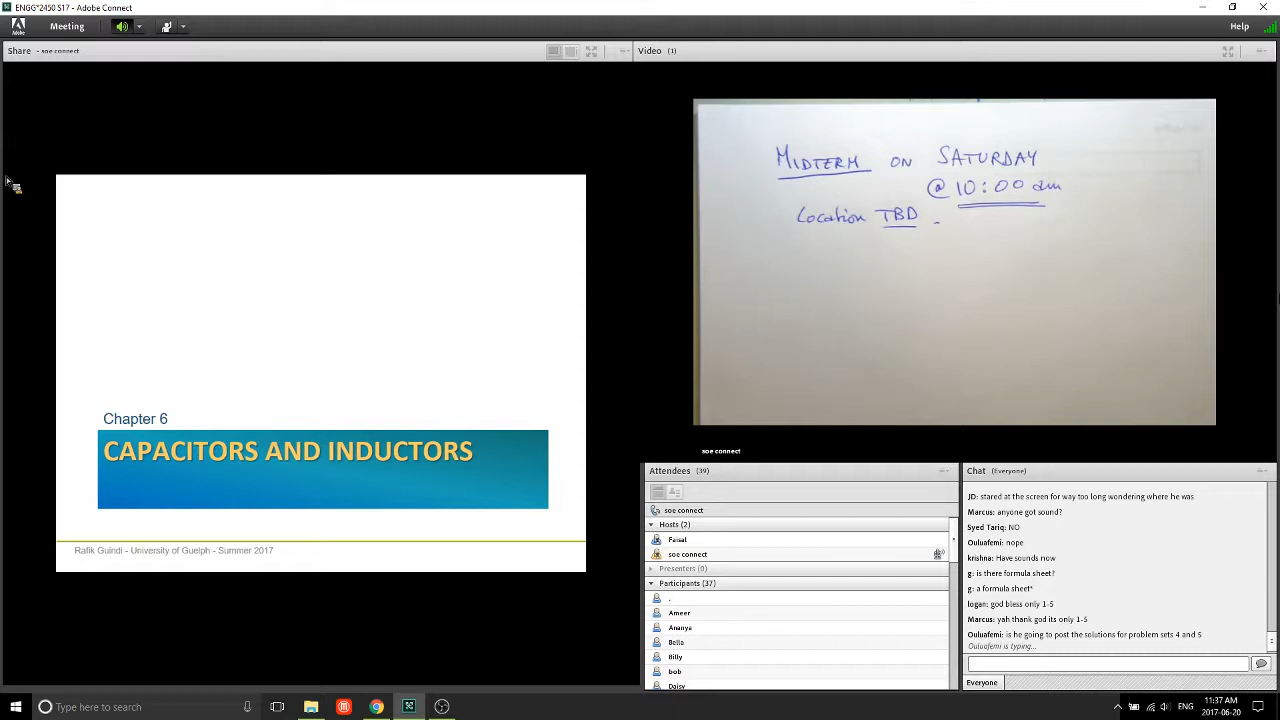 ENGG*2450 S17 - Adobe Connect
Adobe
Meeting
Help
Share - soe connect
Video (1)
MIDTERM ON SATURDAY
@ 10:00 am
Location TBD
Chapter 6
CAPACITORS AND INDUCTORS
Rafik Guindi - University of Guelph - Summer 2017
soe connect
Attendees (39)
soe connect
Hosts (2)
Faisal
soe connect
Presenters (0)
Participants (37)
.
Ameer
Ananya
Bella
Billy
bob
Daisy
Chat (Everyone)
JD: stared at the screen for way too long wondering where he was
Marcus: anyone got sound?
Syed Tariq: NO
Ouluafemi: nope
krishna: Have sounds now
g: is there formula sheet?
g: a formula sheet*
logan: god bless only 1-5
Marcus: yah thank god its only 1-5
Ouluafemi: is he going to post the solutions for problem sets 4 and 5
Ouluafemi is typing...
Everyone
Type here to search
ENG
11:37 AM
2017-06-20